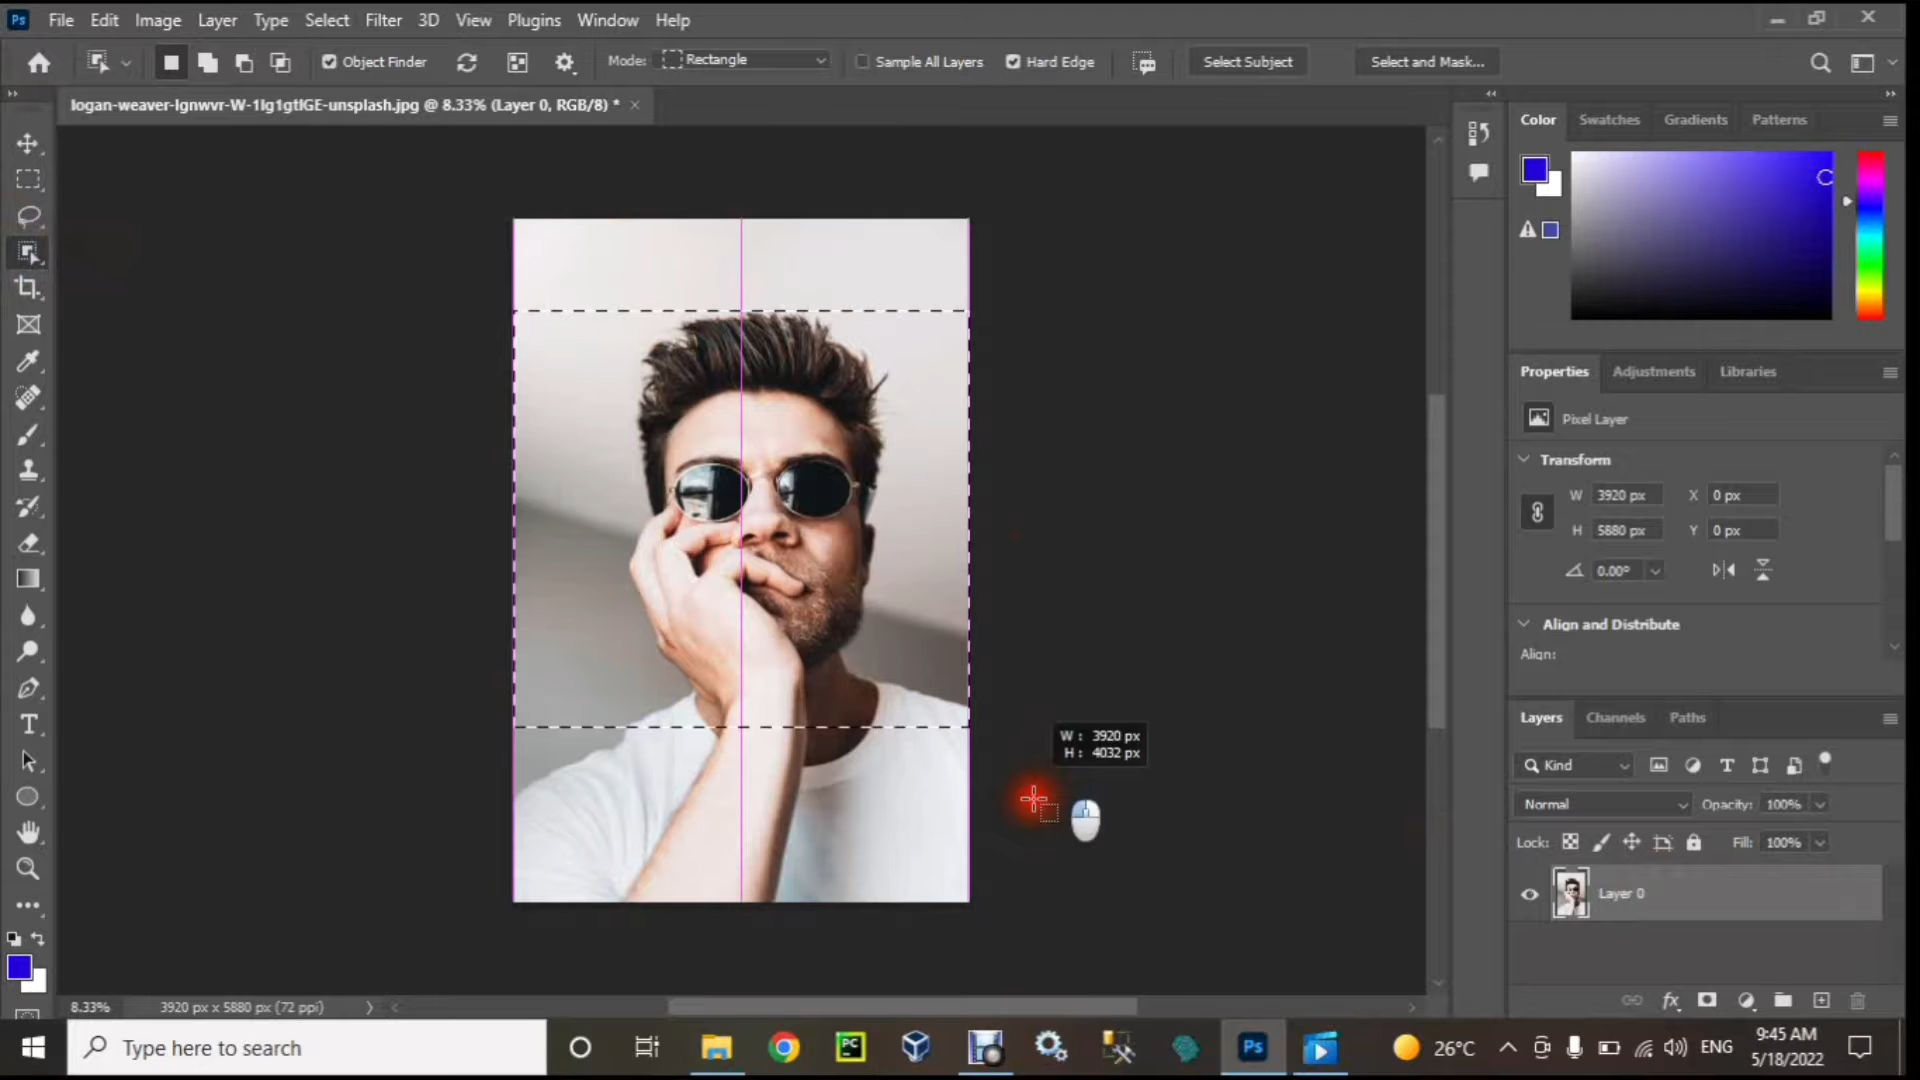 Ps File Edit Image Layer Type Select Filter 3D View Plugins Window Help
Object Finder Mode: Rectangle Sample All Layers Hard Edge Select Subject Select and Mask...
logan-weaver-lgnwvr-W-1Ig1gtIGE-unsplash.jpg @ 8.33% (Layer 0, RGB/8) *
Color Swatches Gradients Patterns
Properties Adjustments Libraries
Pixel Layer
Transform
W 3920 px X 0 px
H 5880 px Y 0 px
0.00°
Align and Distribute
Align:
W : 3920 px
H : 4032 px
Layers Channels Paths
Kind
Normal Opacity: 100%
Lock: Fill: 100%
Layer 0
fx
8.33% 3920 px x 5880 px (72 ppi)
Type here to search
PC
Ps
26°C
ENG
9:45 AM
5/18/2022